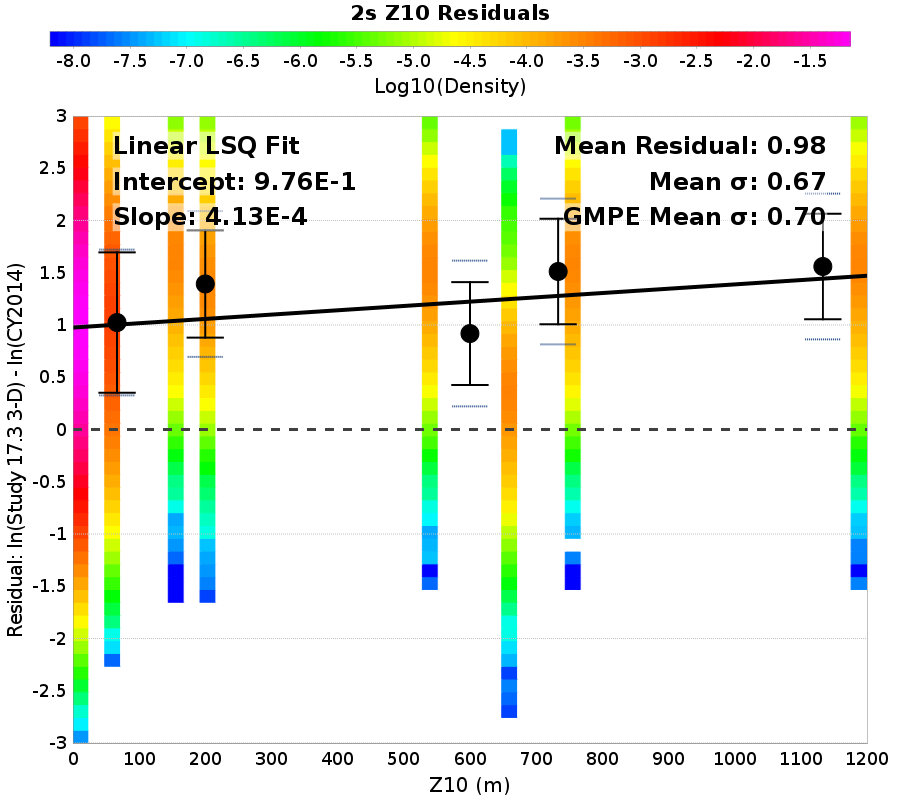 2s Z10 Residuals
-8.0 -7.5 -7.0 -6.5 -6.0 -5.5 -5.0 -4.5 -4.0 -3.5 -3.0 -2.5 -2.0 -1.5
Log10(Density)
Linear LSQ Fit
Intercept: 9.76E-1
Slope: 4.13E-4
Mean Residual: 0.98
Mean σ: 0.67
GMPE Mean σ: 0.70
Residual: ln(Study 17.3 3-D) - ln(CY2014)
3
2.5
2
1.5
1
0.5
0
-0.5
-1
-1.5
-2
-2.5
-3
0 100 200 300 400 500 600 700 800 900 1000 1100 1200
Z10 (m)